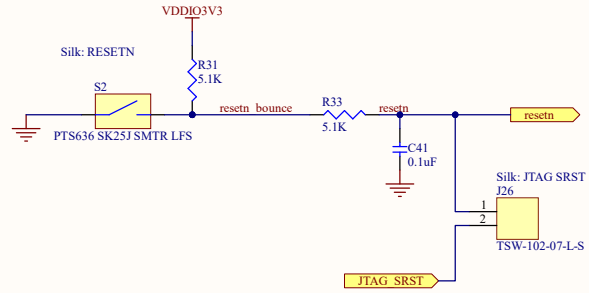 VDDIO3V3
Silk: RESETN
R31
5.1K
S2
resetn_bounce
R33
resetn
resetn
5.1K
PTS636 SK25J SMTR LFS
C41
0.1uF
Silk: JTAG SRST
J26
1
2
TSW-102-07-L-S
JTAG_SRST